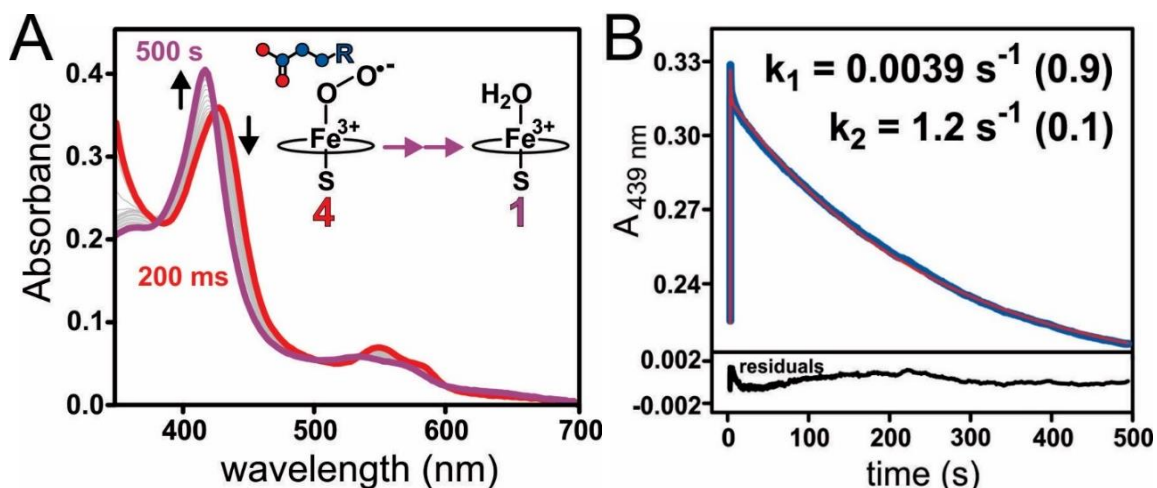 A
500 s
R
O•-
O
H₂O
Fe³⁺
Fe³⁺
S
S
4
1
200 ms
Absorbance
0.4
0.3
0.2
0.1
0.0
400
500
600
700
wavelength (nm)
B
k₁ = 0.0039 s⁻¹ (0.9)
k₂ = 1.2 s⁻¹ (0.1)
A₄₃₉ ₙₘ
0.33
0.30
0.27
0.24
0.002
-0.002
residuals
0
100
200
300
400
500
time (s)